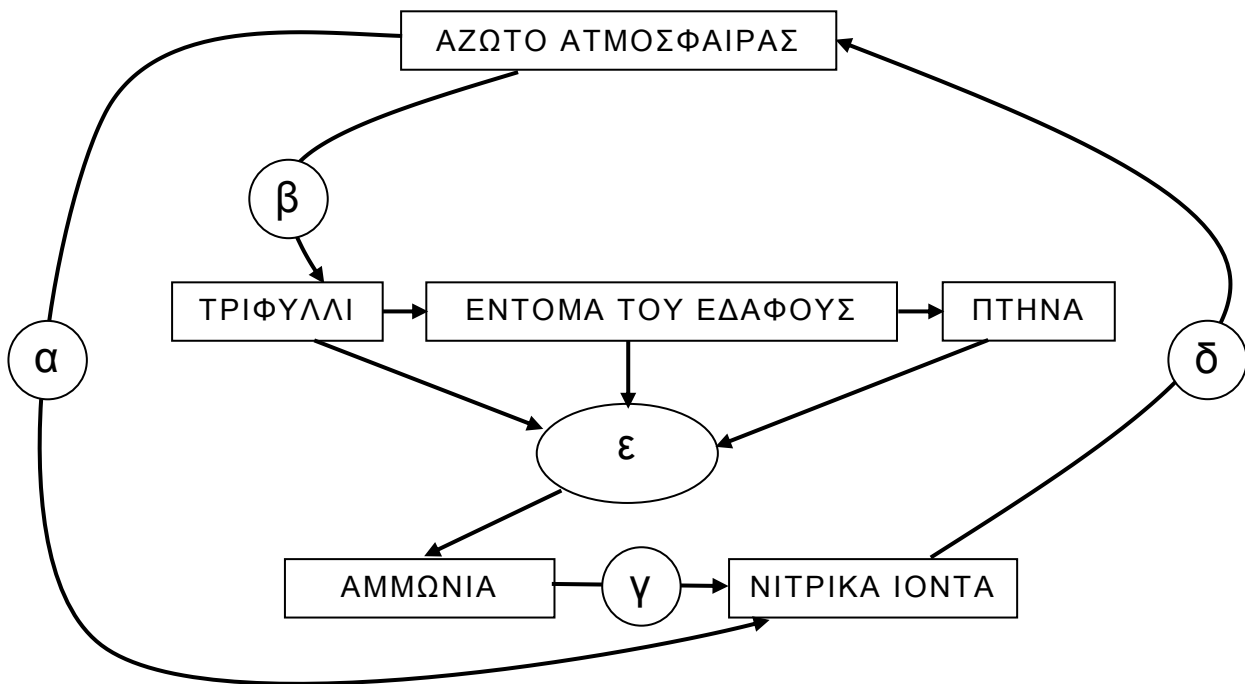 ΑΖΩΤΟ ΑΤΜΟΣΦΑΙΡΑΣ
β
ΤΡΙΦΥΛΛΙ
ΕΝΤΟΜΑ ΤΟΥ ΕΔΑΦΟΥΣ
ΠΤΗΝΑ
α
δ
ε
ΑΜΜΩΝΙΑ
γ
ΝΙΤΡΙΚΑ ΙΟΝΤΑ